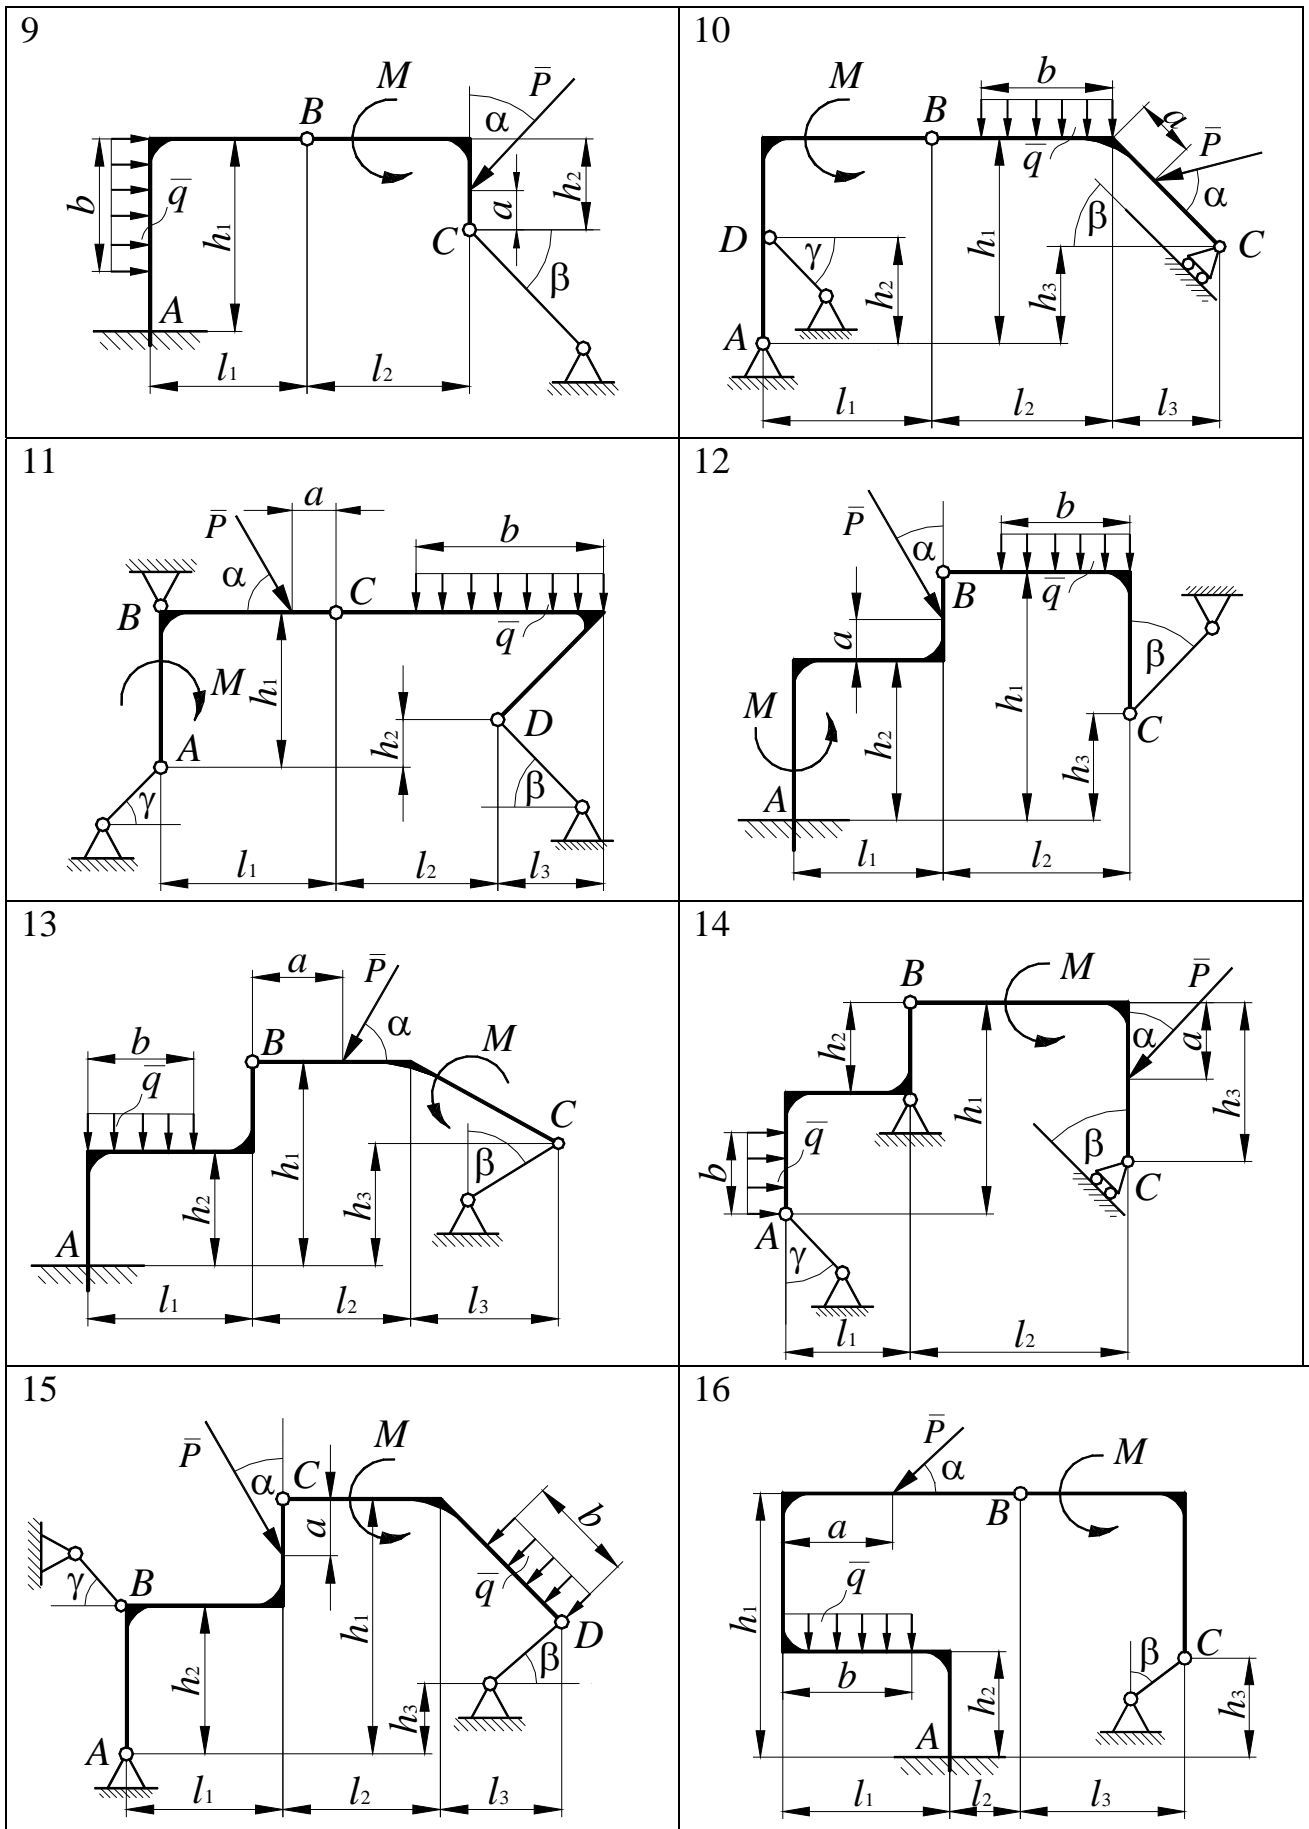 9
M
P̅
B
α
b
q̅
h₁
a
h₂
C
β
A
l₁
l₂
10
b
M
B
a
q̅
P̅
α
β
D
γ
h₁
C
h₂
h₃
A
l₁
l₂
l₃
11
a
P̅
b
α
C
B
q̅
M
h₁
D
A
h₂
γ
β
l₁
l₂
l₃
12
P̅
b
α
B
q̅
a
β
M
h₁
h₂
C
A
h₃
l₁
l₂
13
a
P̅
α
b
B
M
q̅
C
h₁
β
h₂
h₃
A
l₁
l₂
l₃
14
B
M
P̅
h₂
α
a
h₁
h₃
q̅
β
b
C
A
γ
l₁
l₂
15
P̅
M
α
C
a
b
γ
B
q̅
h₁
D
h₂
β
h₃
A
l₁
l₂
l₃
16
P̅
M
α
B
a
q̅
h₁
C
b
β
h₂
h₃
A
l₁
l₂
l₃